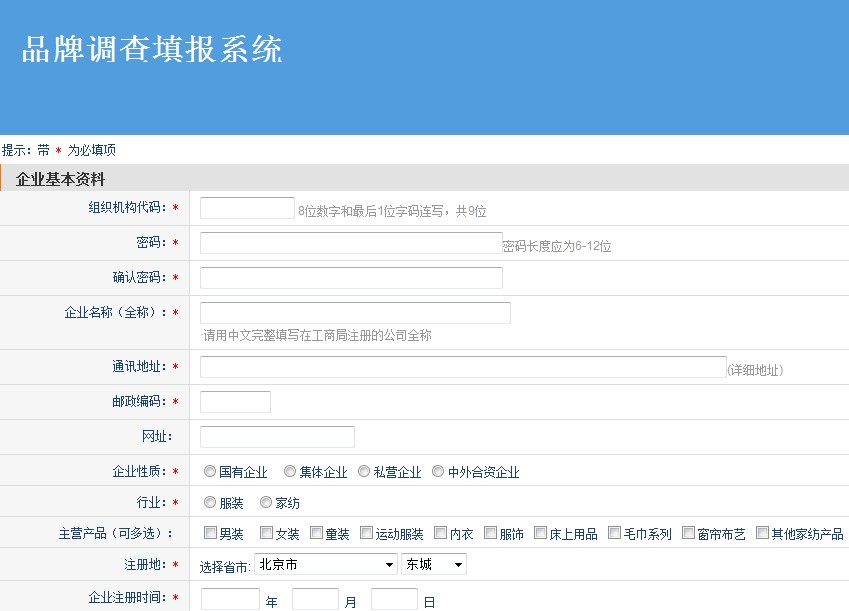 品牌调查填报系统
提示：带 * 为必填项
企业基本资料
组织机构代码：* 8位数字和最后1位字码连写，共9位
密码：* 密码长度应为6-12位
确认密码：*
企业名称（全称）：*
请用中文完整填写在工商局注册的公司全称
通讯地址：* (详细地址)
邮政编码：*
网址：
企业性质：* 国有企业 集体企业 私营企业 中外合资企业
行业：* 服装 家纺
主营产品（可多选）： 男装 女装 童装 运动服装 内衣 服饰 床上用品 毛巾系列 窗帘布艺 其他家纺产品
注册地：* 选择省市: 北京市 东城
企业注册时间：* 年 月 日